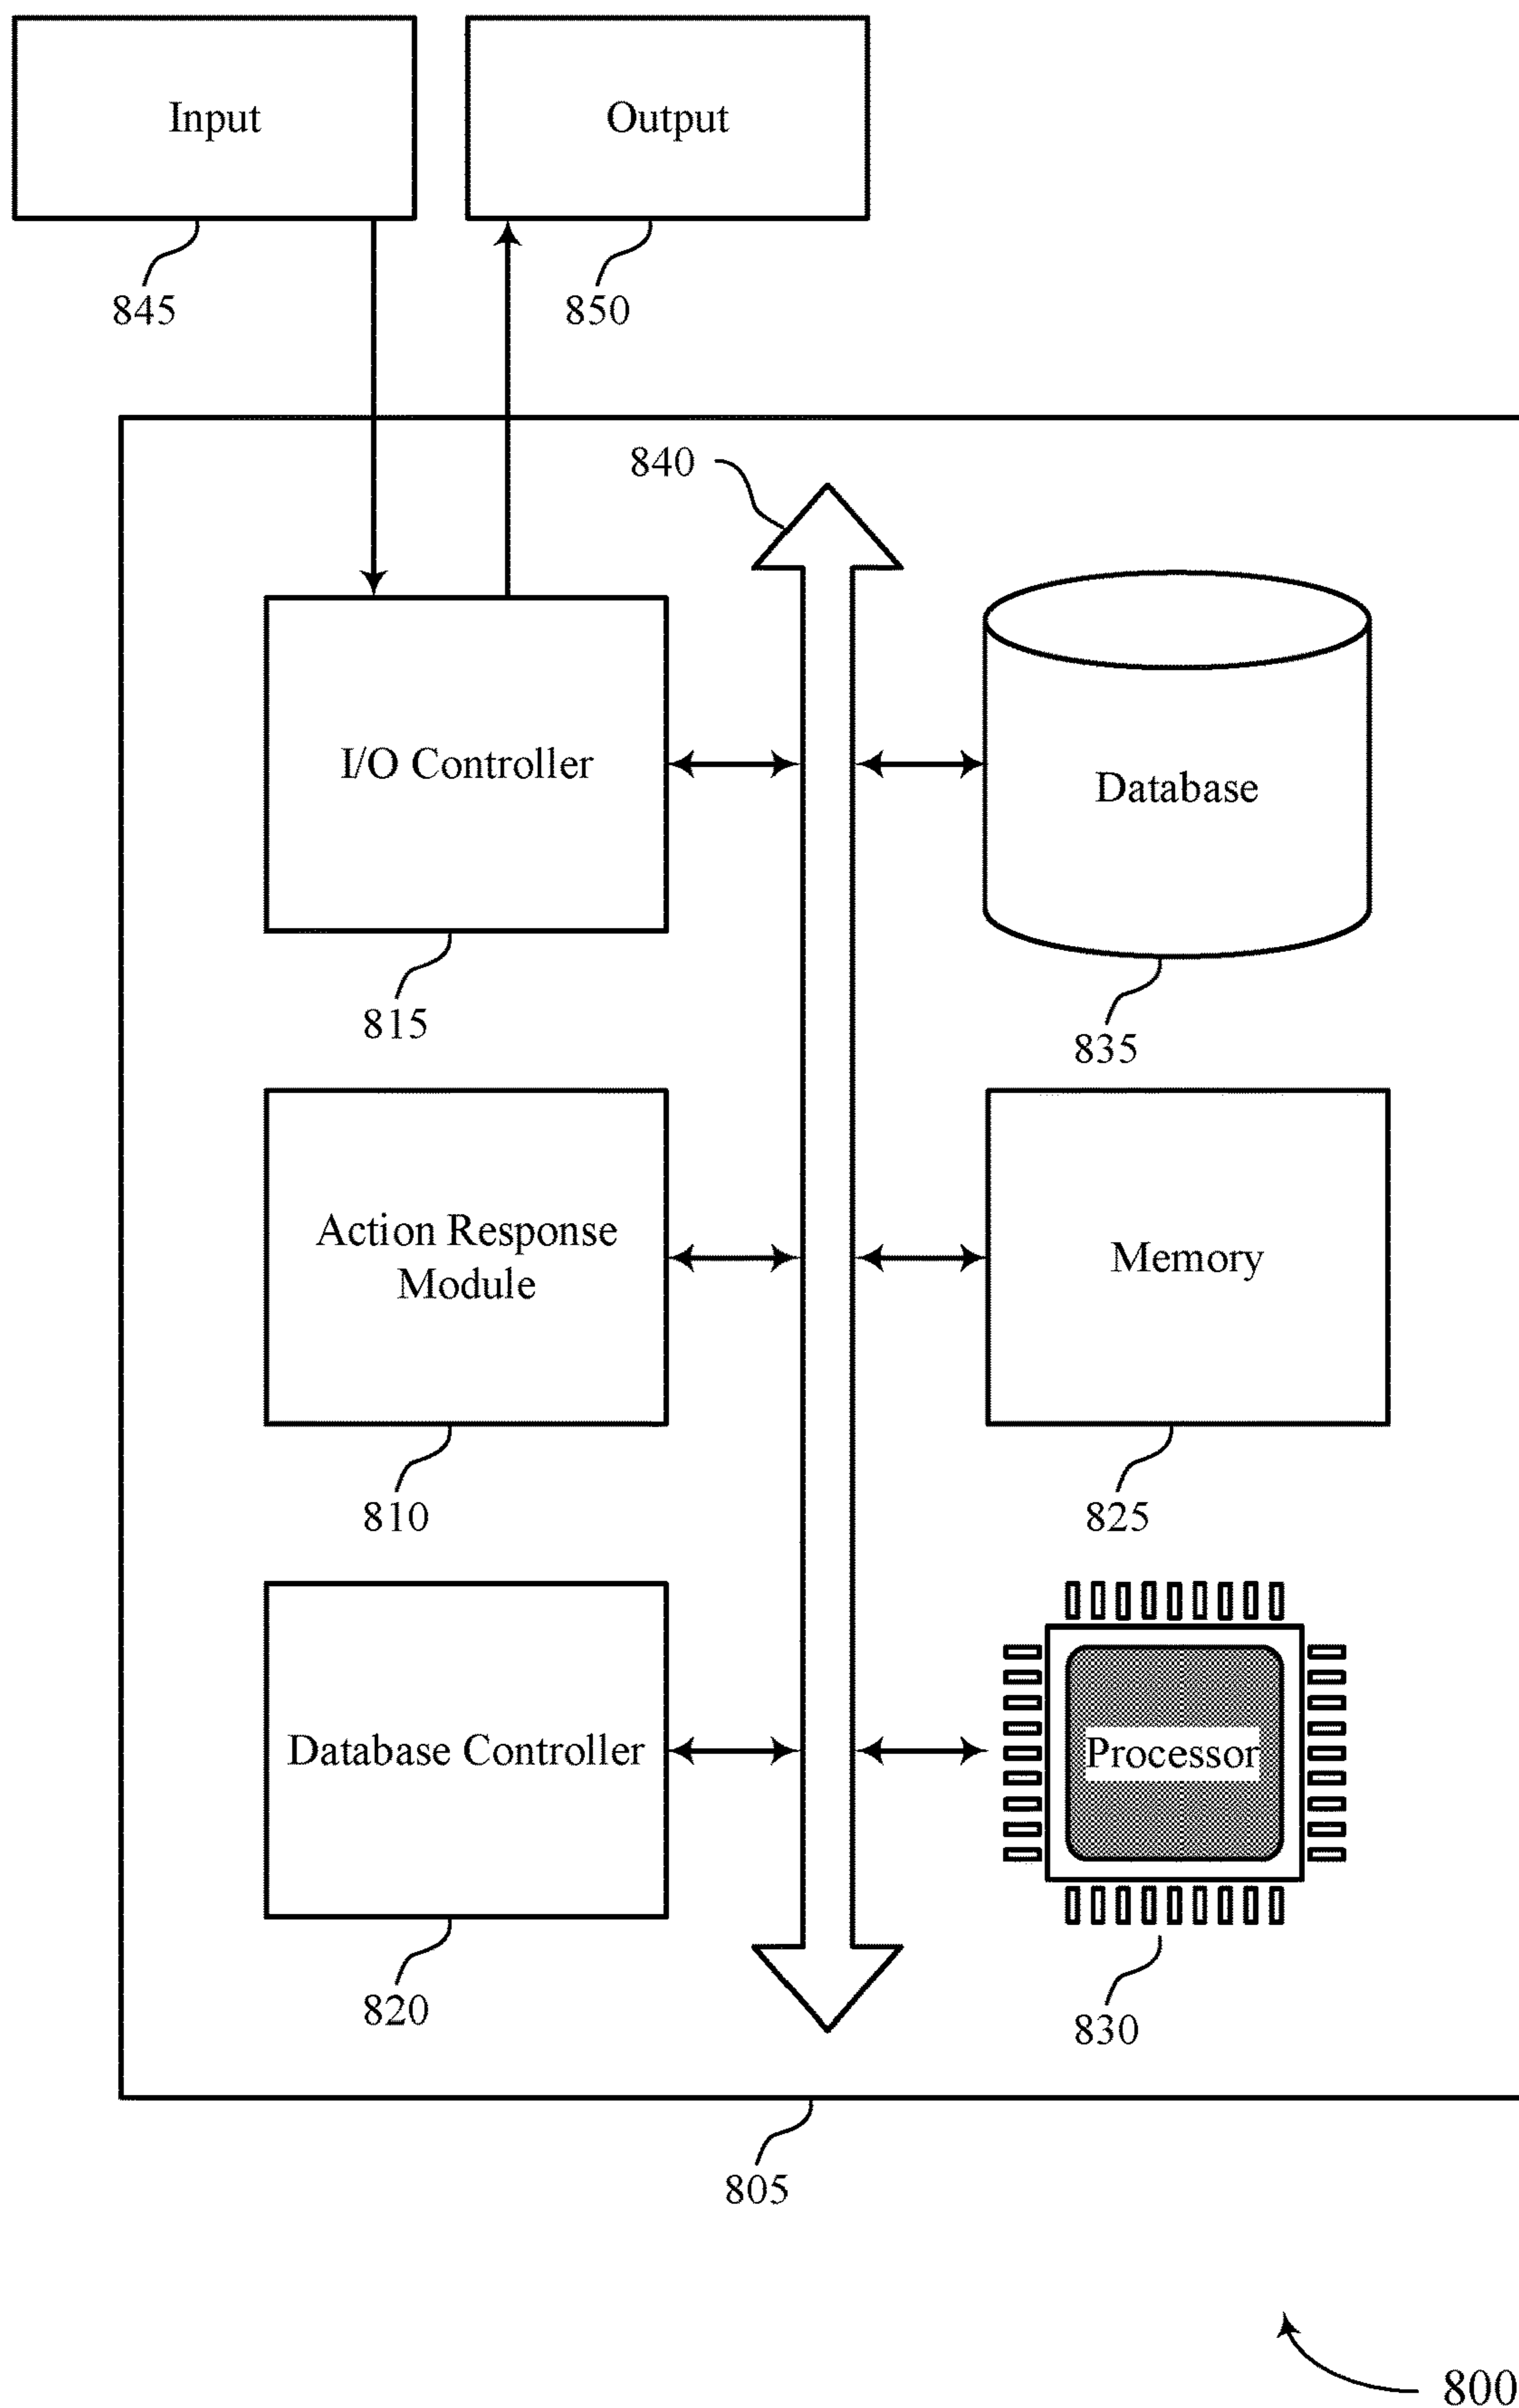 Input
Output
845
850
840
I/O Controller
Database
815
835
Action Response
Module
Memory
810
825
Database Controller
Processor
820
830
805
800